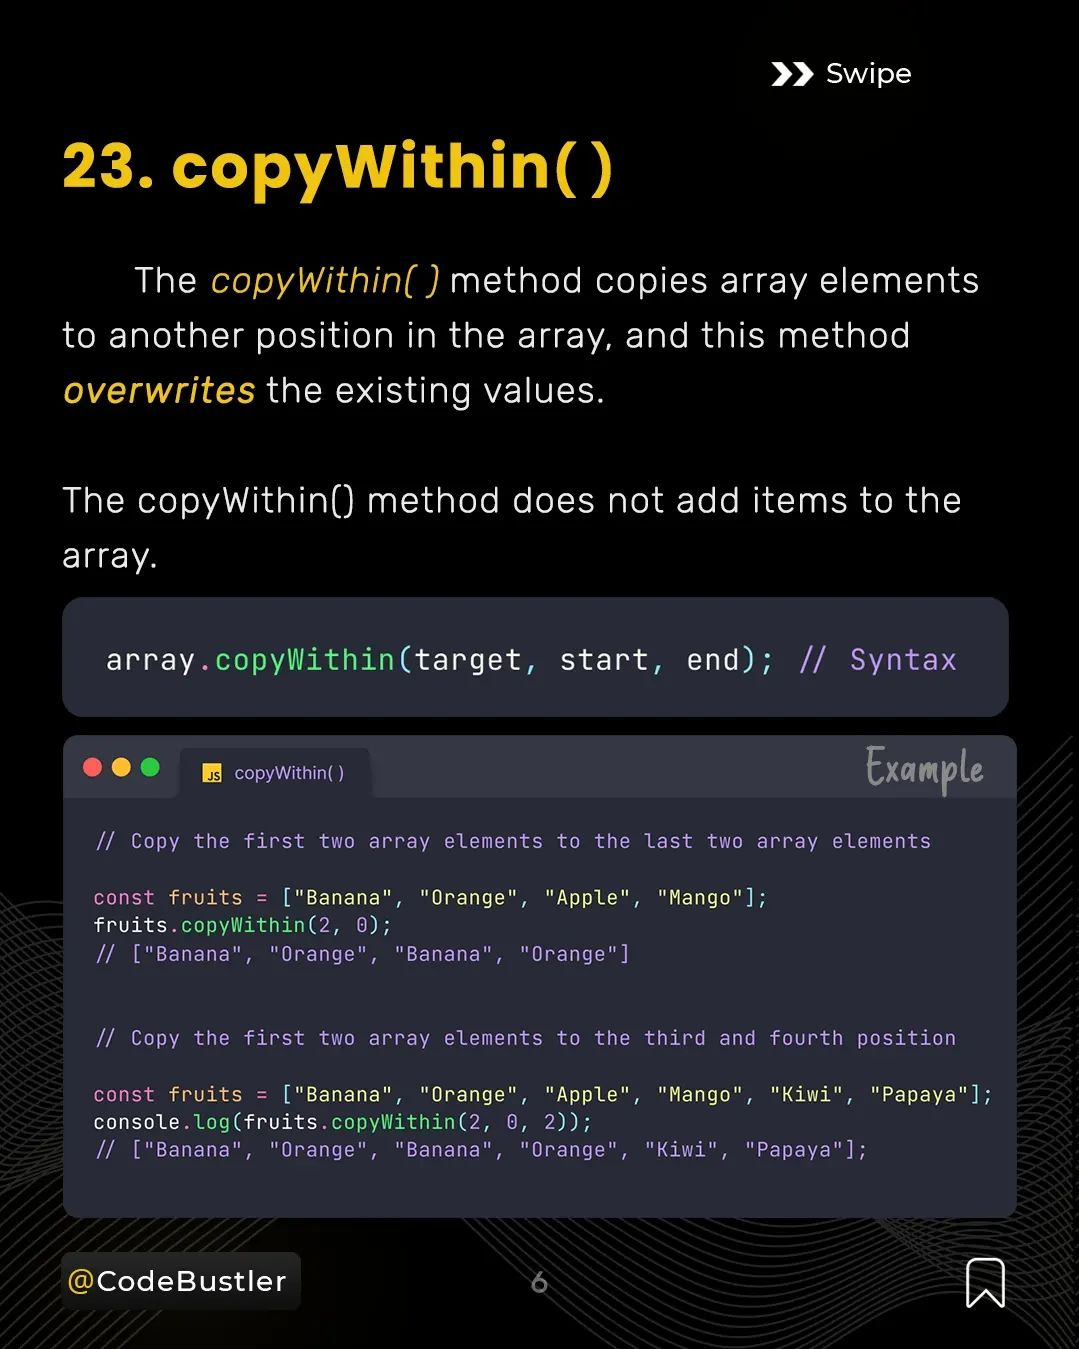 Swipe
23. copyWithin( )
The copyWithin( ) method copies array elements
to another position in the array, and this method
overwrites the existing values.
The copyWithin() method does not add items to the
array.
array.copyWithin(target, start, end); // Syntax
JS copyWithin( )
Example
// Copy the first two array elements to the last two array elements
const fruits = ["Banana", "Orange", "Apple", "Mango"];
fruits.copyWithin(2, 0);
// ["Banana", "Orange", "Banana", "Orange"]
// Copy the first two array elements to the third and fourth position
const fruits = ["Banana", "Orange", "Apple", "Mango", "Kiwi", "Papaya"];
console.log(fruits.copyWithin(2, 0, 2));
// ["Banana", "Orange", "Banana", "Orange", "Kiwi", "Papaya"];
@CodeBustler
6